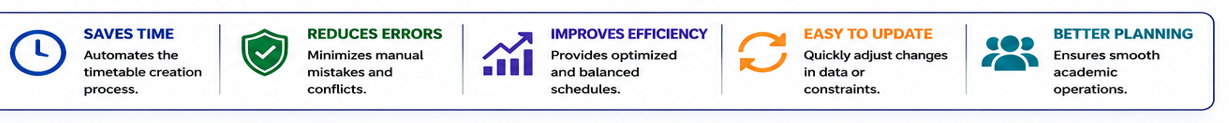 SAVES TIME
Automates the
timetable creation
process.
REDUCES ERRORS
Minimizes manual
mistakes and
conflicts.
IMPROVES EFFICIENCY
Provides optimized
and balanced
schedules.
EASY TO UPDATE
Quickly adjust changes
in data or
constraints.
BETTER PLANNING
Ensures smooth
academic
operations.